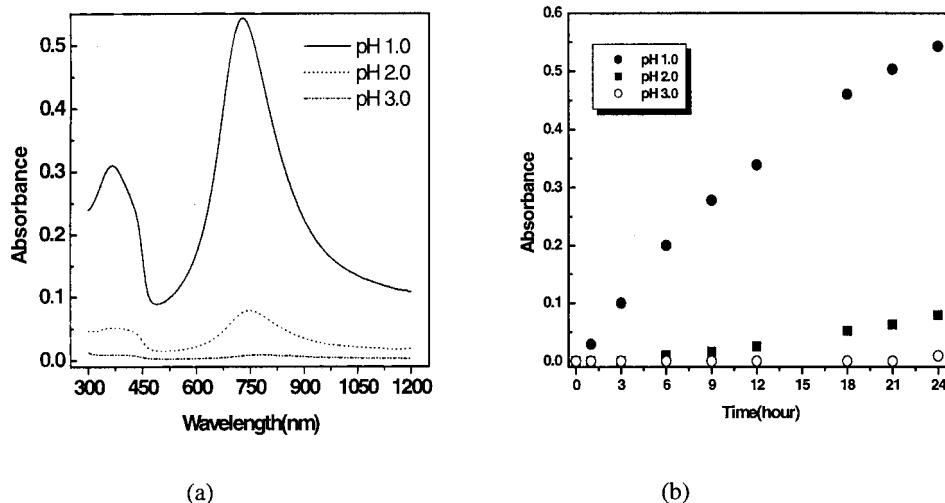 0.5
0.4
0.3
0.2
0.1
0.0
Absorbance
pH 1.0
pH 2.0
pH 3.0
300 450 600 750 900 1050 1200
Wavelength(nm)
(a)
0.6
0.5
0.4
0.3
0.2
0.1
0.0
Absorbance
pH 1.0
pH 2.0
pH 3.0
0 3 6 9 12 15 18 21 24
Time(hour)
(b)